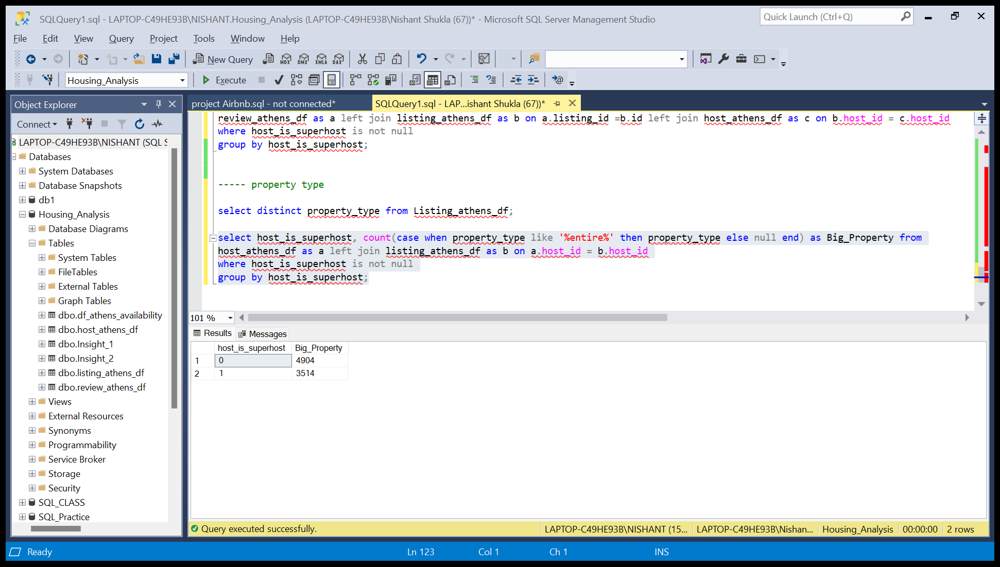 SQLQuery1.sql - LAPTOP-C49HE93B\NISHANT.Housing_Analysis (LAPTOP-C49HE93B\Nishant Shukla (67))* - Microsoft SQL Server Management Studio
Quick Launch (Ctrl+Q)
File Edit View Query Project Tools Window Help
New Query MDX DMX XMLA DAX
Housing_Analysis Execute
Object Explorer
project Airbnb.sql - not connected*
SQLQuery1.sql - LAP...ishant Shukla (67))*
Connect
LAPTOP-C49HE93B\NISHANT (SQL S
Databases
System Databases
Database Snapshots
db1
Housing_Analysis
Database Diagrams
Tables
System Tables
FileTables
External Tables
Graph Tables
dbo.df_athens_availability
dbo.host_athens_df
dbo.Insight_1
dbo.Insight_2
dbo.listing_athens_df
dbo.review_athens_df
Views
External Resources
Synonyms
Programmability
Service Broker
Storage
Security
SQL_CLASS
SQL_Practice
review_athens_df as a left join listing_athens_df as b on a.listing_id =b.id left join host_athens_df as c on b.host_id = c.host_id
where host_is_superhost is not null
group by host_is_superhost;
----- property type
select distinct property_type from Listing_athens_df;
select host_is_superhost, count(case when property_type like '%entire%' then property_type else null end) as Big_Property from
host_athens_df as a left join listing_athens_df as b on a.host_id = b.host_id
where host_is_superhost is not null
group by host_is_superhost;
101 %
Results Messages
host_is_superhost Big_Property
1 0 4904
2 1 3514
Query executed successfully. LAPTOP-C49HE93B\NISHANT (15... LAPTOP-C49HE93B\Nishan... Housing_Analysis 00:00:00 2 rows
Ready Ln 123 Col 1 Ch 1 INS